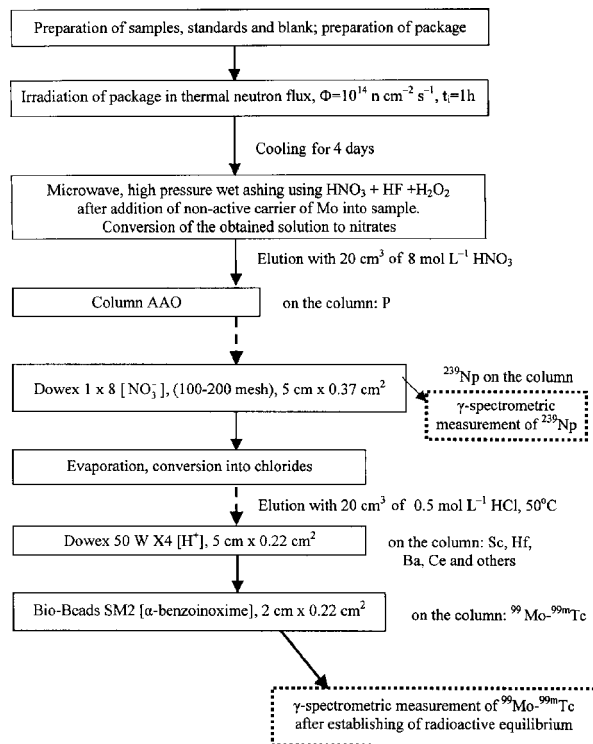 Preparation of samples, standards and blank; preparation of package
Irradiation of package in thermal neutron flux, Φ=10¹⁴ n cm⁻² s⁻¹, tᵢ=1h
Cooling for 4 days
Microwave, high pressure wet ashing using HNO₃ + HF +H₂O₂
after addition of non-active carrier of Mo into sample.
Conversion of the obtained solution to nitrates
Elution with 20 cm³ of 8 mol L⁻¹ HNO₃
Column AAO
on the column: P
²³⁹Np on the column
Dowex 1 x 8 [ NO₃⁻ ], (100-200 mesh), 5 cm x 0.37 cm²
γ-spectrometric
measurement of ²³⁹Np
Evaporation, conversion into chlorides
Elution with 20 cm³ of 0.5 mol L⁻¹ HCl, 50°C
Dowex 50 W X4 [H⁺], 5 cm x 0.22 cm²
on the column: Sc, Hf,
Ba, Ce and others
Bio-Beads SM2 [α-benzoinoxime], 2 cm x 0.22 cm²
on the column: ⁹⁹Mo-⁹⁹ᵐTc
γ-spectrometric measurement of ⁹⁹Mo-⁹⁹ᵐTc
after establishing of radioactive equilibrium